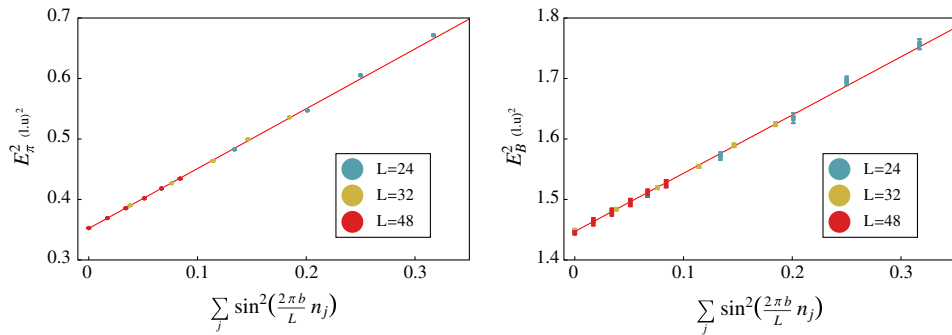 0.7
0.6
0.5
0.4
0.3
E_π^2 (l.u)^2
L=24
L=32
L=48
0 0.1 0.2 0.3
∑_j sin^2(2 π b/L n_j)
1.8
1.7
1.6
1.5
1.4
E_B^2 (l.u)^2
L=24
L=32
L=48
0 0.1 0.2 0.3
∑_j sin^2(2 π b/L n_j)